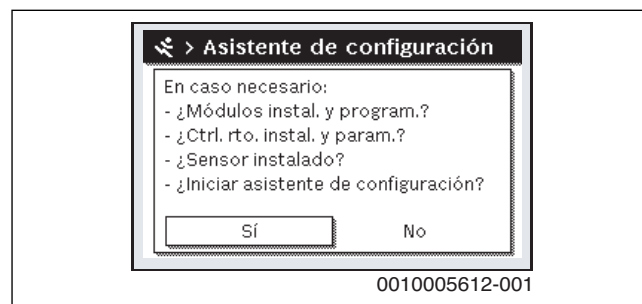 > Asistente de configuración
En caso necesario:
- ¿Módulos instal. y program.?
- ¿Ctrl. rto. instal. y param.?
- ¿Sensor instalado?
- ¿Iniciar asistente de configuración?
Sí No
0010005612-001